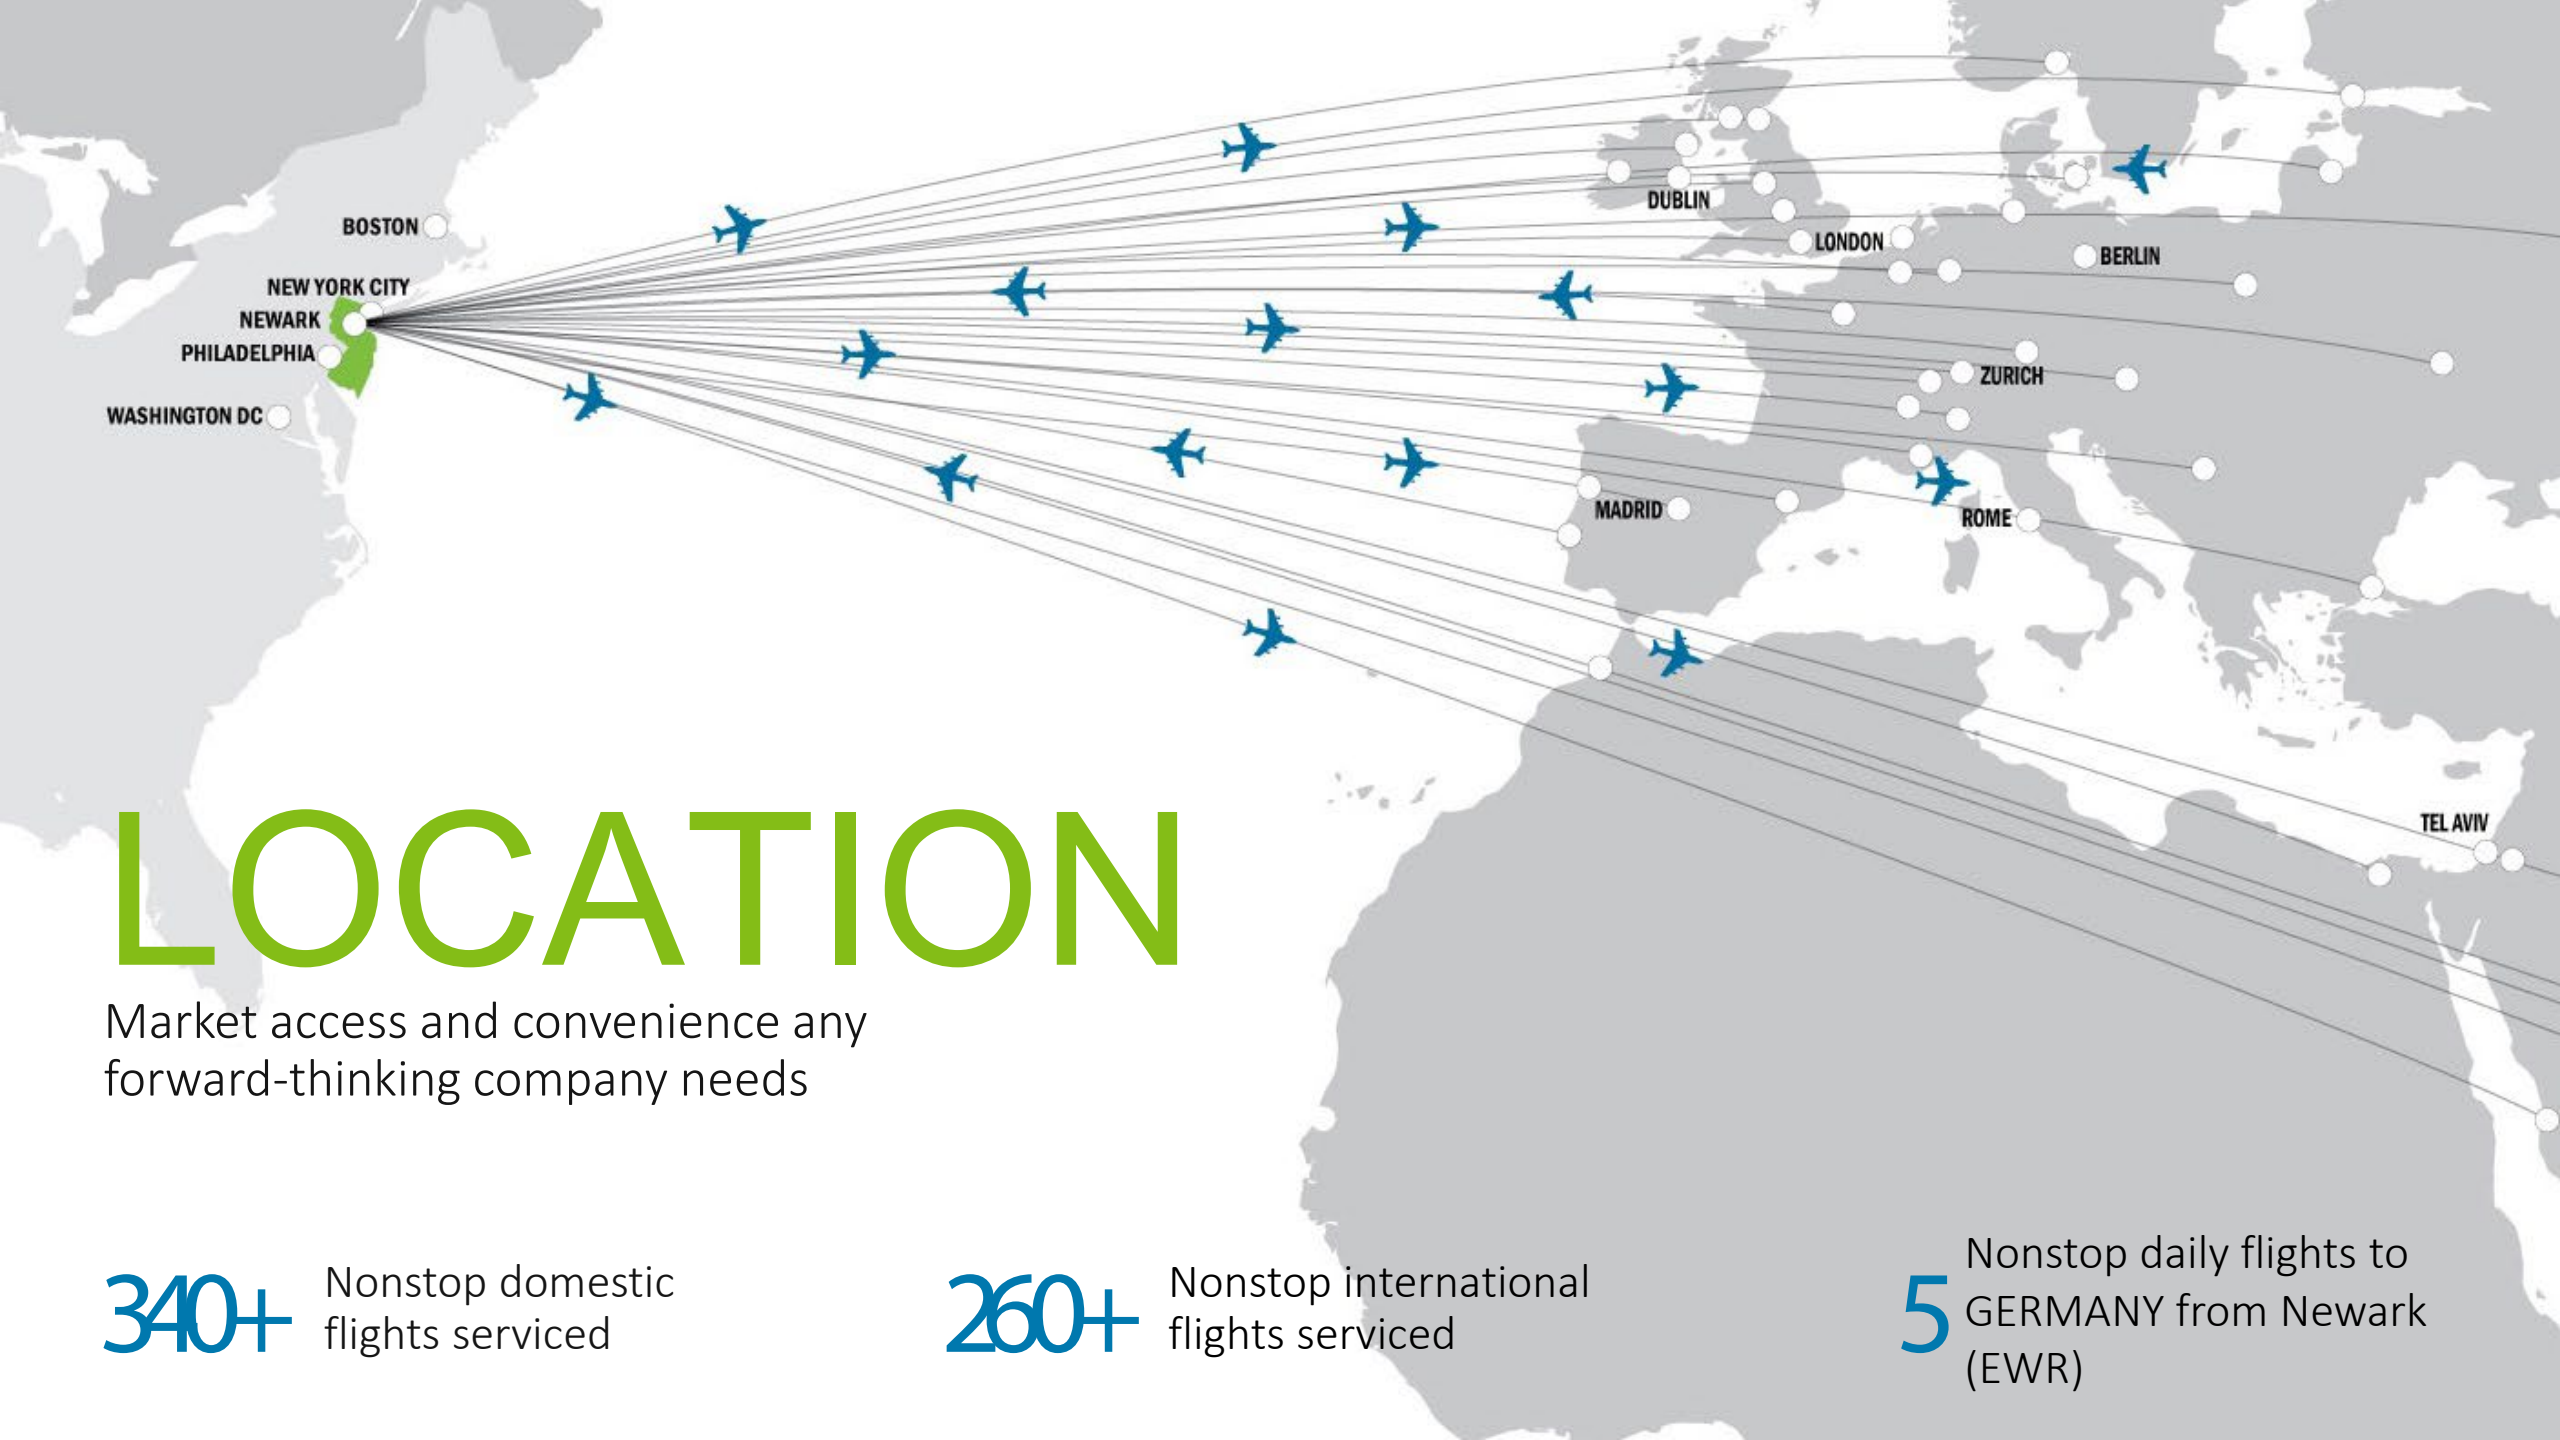 BOSTON
NEW YORK CITY
NEWARK
PHILADELPHIA
WASHINGTON DC
DUBLIN
LONDON
BERLIN
ZURICH
MADRID
ROME
TEL AVIV
LOCATION
Market access and convenience any
forward-thinking company needs
340+
Nonstop domestic
flights serviced
260+
Nonstop international
flights serviced
5
Nonstop daily flights to
GERMANY from Newark
(EWR)